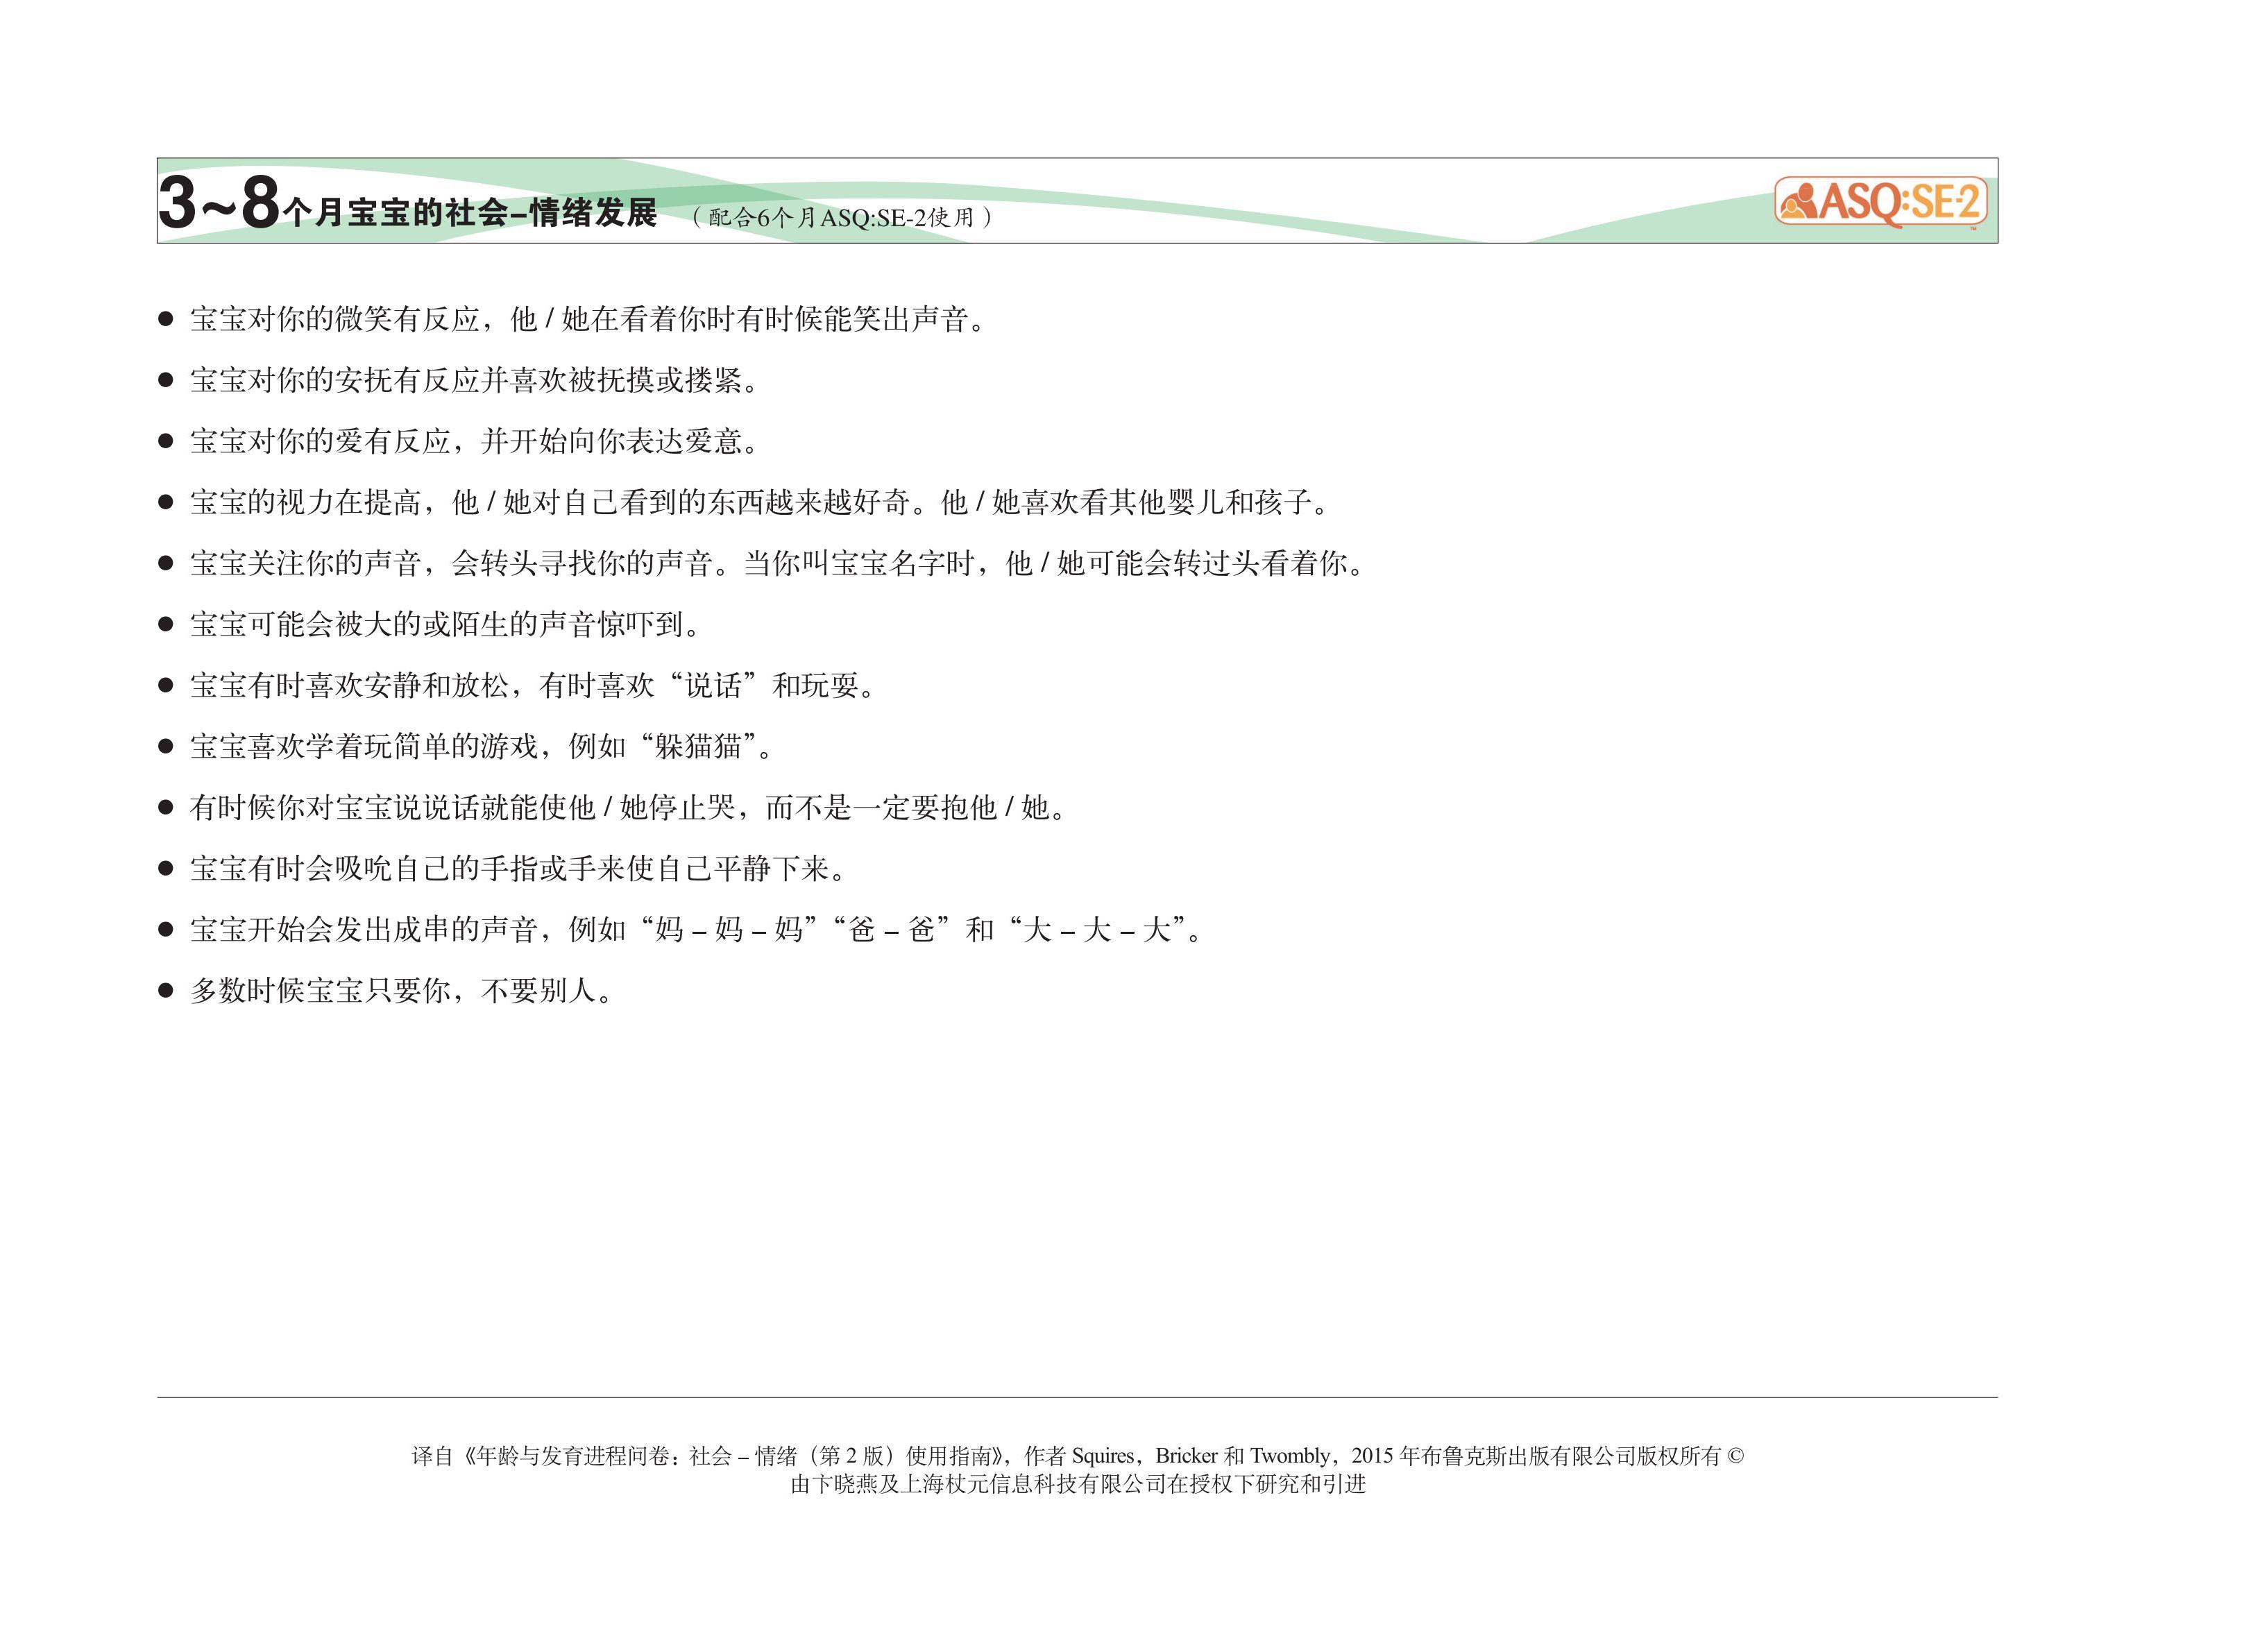 3~8个月宝宝的社会–情绪发展 （配合6个月ASQ:SE-2使用）
ASQ:SE-2™
● 宝宝对你的微笑有反应，他 / 她在看着你时有时候能笑出声音。
● 宝宝对你的安抚有反应并喜欢被抚摸或搂紧。
● 宝宝对你的爱有反应，并开始向你表达爱意。
● 宝宝的视力在提高，他 / 她对自己看到的东西越来越好奇。他 / 她喜欢看其他婴儿和孩子。
● 宝宝关注你的声音，会转头寻找你的声音。当你叫宝宝名字时，他 / 她可能会转过头看着你。
● 宝宝可能会被大的或陌生的声音惊吓到。
● 宝宝有时喜欢安静和放松，有时喜欢“说话”和玩耍。
● 宝宝喜欢学着玩简单的游戏，例如“躲猫猫”。
● 有时候你对宝宝说说话就能使他 / 她停止哭，而不是一定要抱他 / 她。
● 宝宝有时会吸吮自己的手指或手来使自己平静下来。
● 宝宝开始会发出成串的声音，例如“妈 – 妈 – 妈”“爸 – 爸”和“大 – 大 – 大”。
● 多数时候宝宝只要你，不要别人。
译自《年龄与发育进程问卷：社会 – 情绪（第 2 版）使用指南》，作者 Squires，Bricker 和 Twombly，2015 年布鲁克斯出版有限公司版权所有 ©
由卞晓燕及上海杖元信息科技有限公司在授权下研究和引进